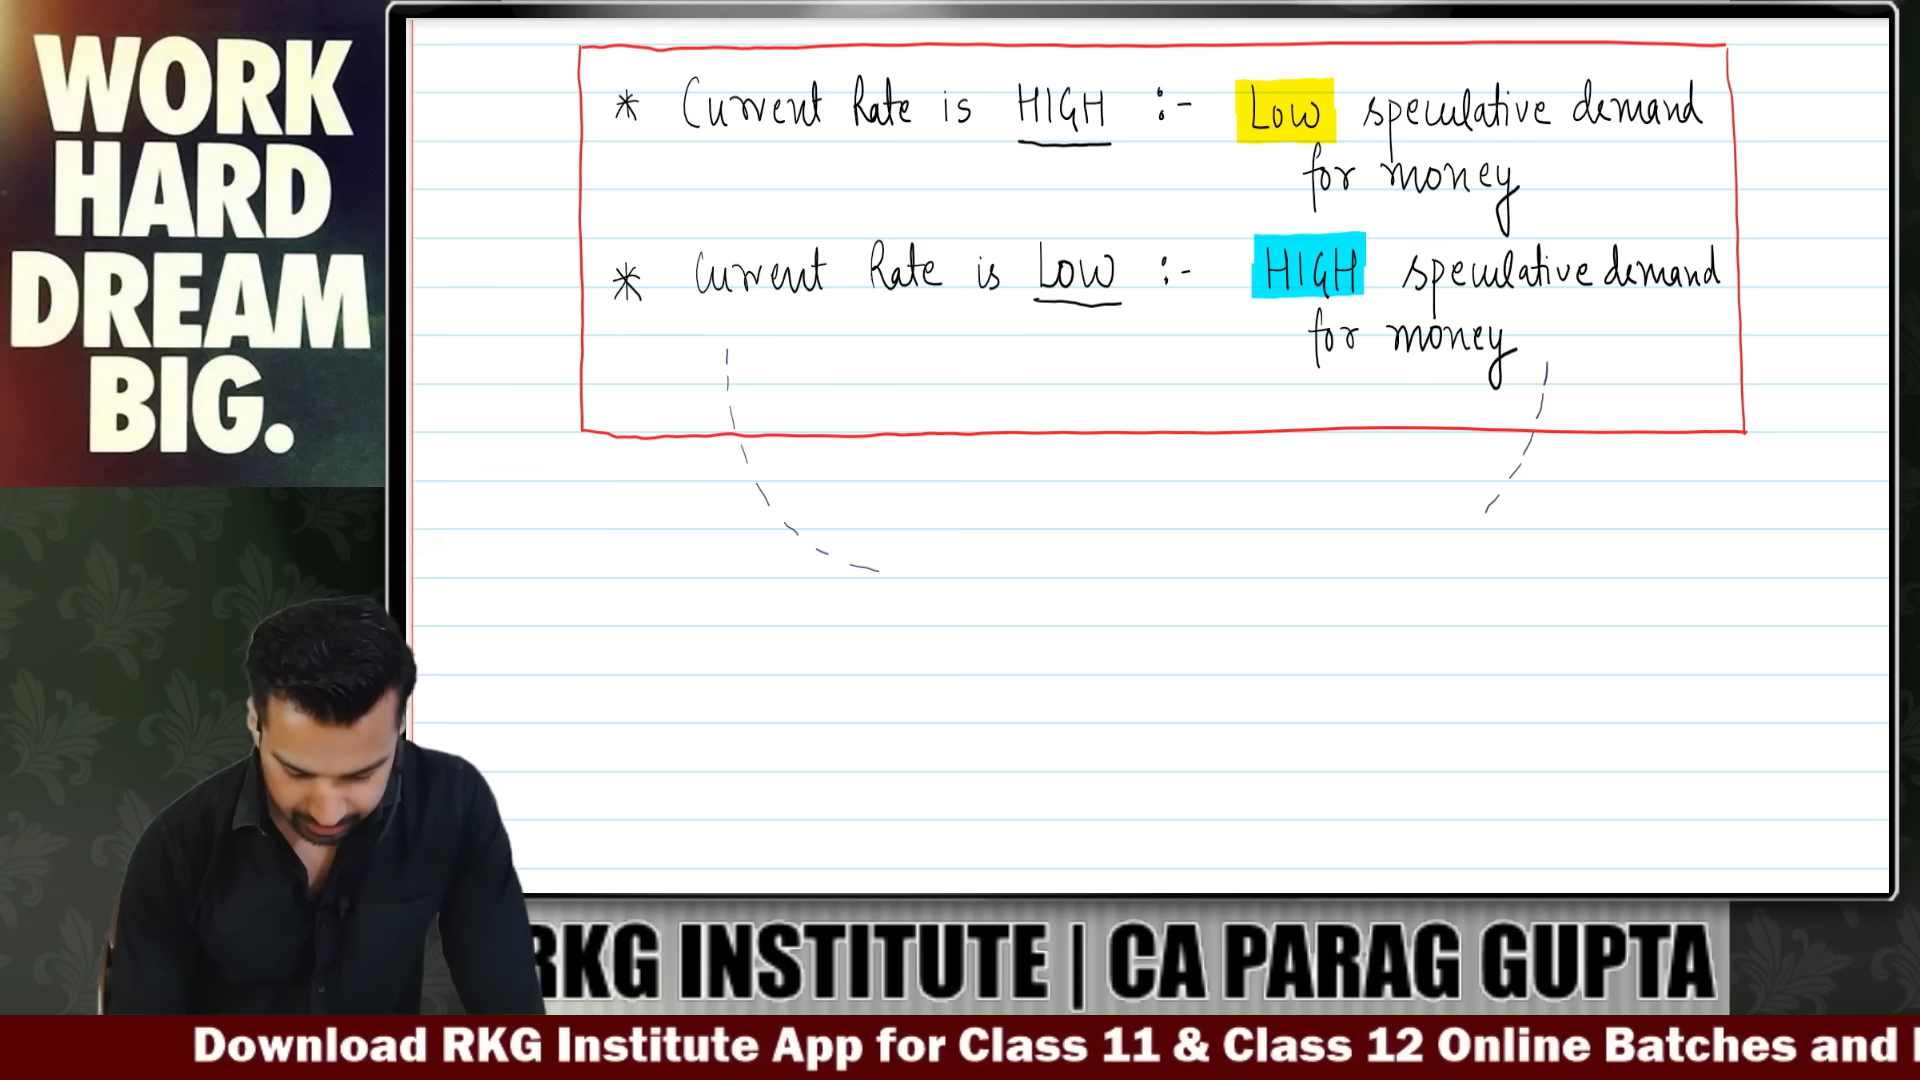 WORK
HARD
DREAM
BIG.
* Current Rate is HIGH :- Low speculative demand
for money
* Current Rate is Low :- HIGH speculative demand
for money
RKG INSTITUTE | CA PARAG GUPTA
Download RKG Institute App for Class 11 & Class 12 Online Batches and